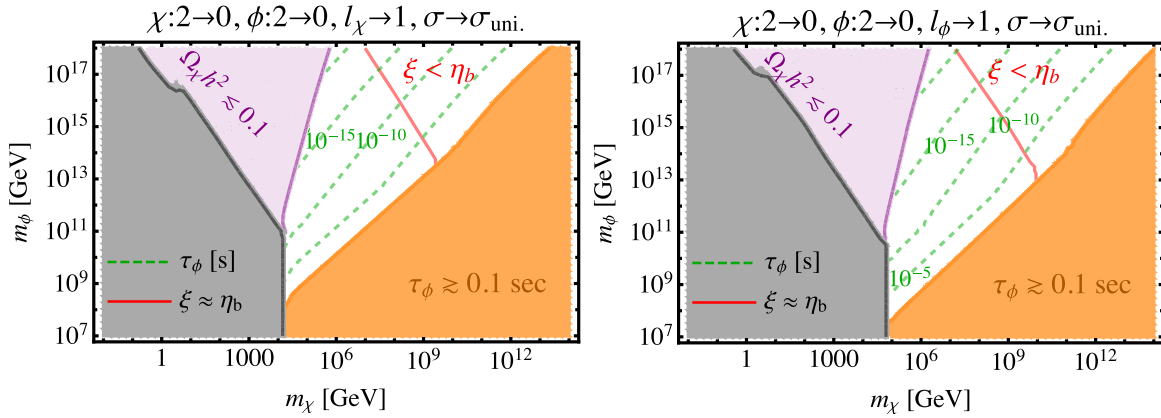 χ:2→0, ϕ:2→0, l_χ→1, σ→σ_uni.
10^17
10^15
10^13
10^11
10^9
10^7
m_ϕ [GeV]
Ω_χ h^2 ≲ 0.1
ξ < η_b
10^−15
10^−10
τ_ϕ [s]
ξ ≈ η_b
τ_ϕ ≳ 0.1 sec
1
1000
10^6
10^9
10^12
m_χ [GeV]
χ:2→0, ϕ:2→0, l_ϕ→1, σ→σ_uni.
10^17
10^15
10^13
10^11
10^9
10^7
m_ϕ [GeV]
Ω_χ h^2 ≲ 0.1
ξ < η_b
10^−15
10^−10
10^−5
τ_ϕ [s]
ξ ≈ η_b
τ_ϕ ≳ 0.1 sec
1
1000
10^6
10^9
10^12
m_χ [GeV]